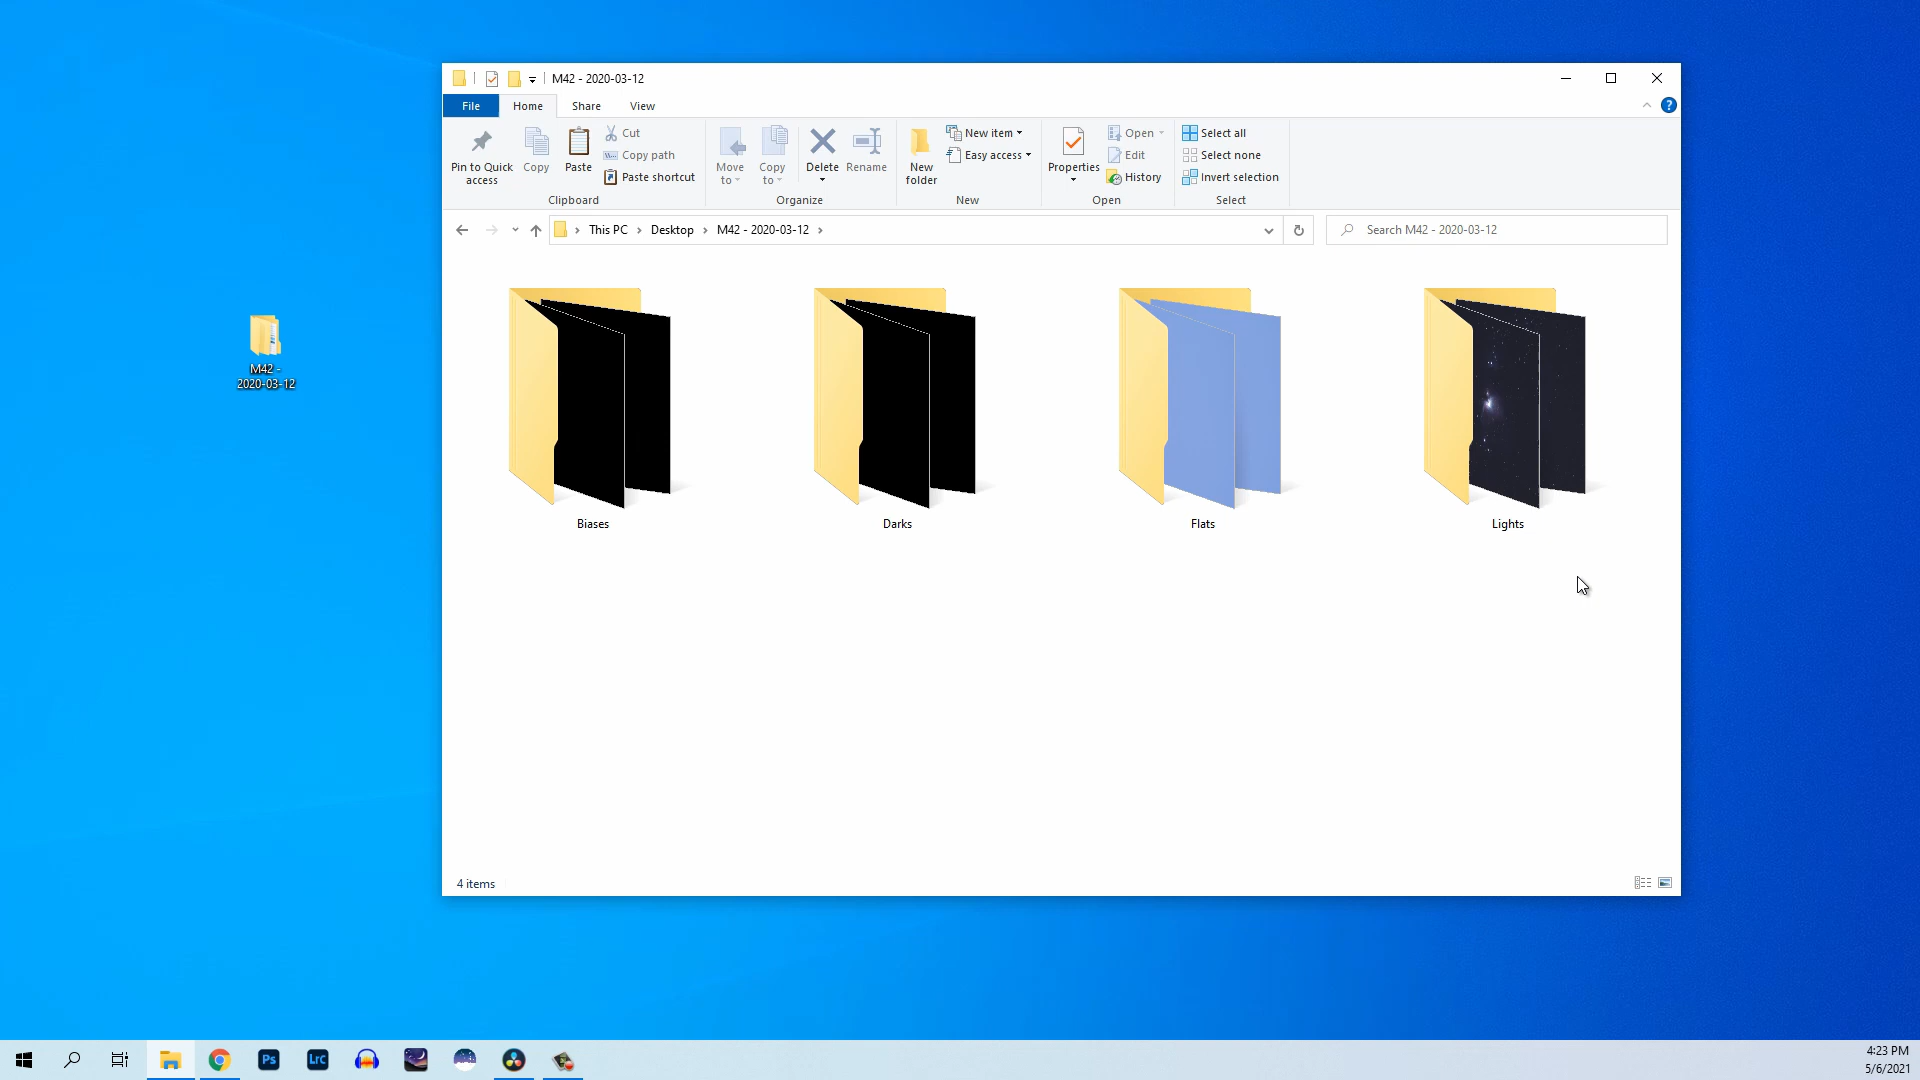 M42 - 2020-03-12
File Home Share View
?
Pin to Quick access
Copy
Paste
Cut
Copy path
Paste shortcut
Clipboard
Move to
Copy to
Delete
Rename
Organize
New folder
New item
Easy access
New
Properties
Open
Edit
History
Open
Select all
Select none
Invert selection
Select
This PC › Desktop › M42 - 2020-03-12 ›
Search M42 - 2020-03-12
M42 -
2020-03-12
Biases Darks Flats Lights
4 items
Ps LrC
4:23 PM
5/6/2021